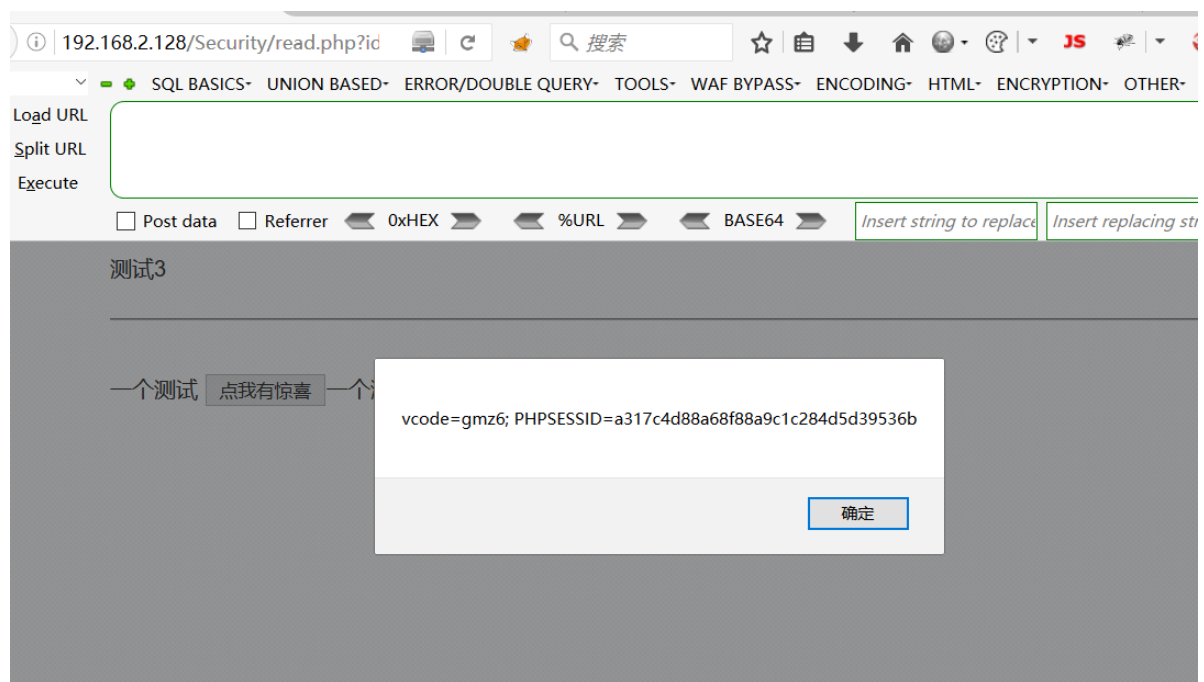 192.168.2.128/Security/read.php?id 搜索 JS
SQL BASICS UNION BASED ERROR/DOUBLE QUERY TOOLS WAF BYPASS ENCODING HTML ENCRYPTION OTHER
Load URL
Split URL
Execute
Post data Referrer 0xHEX %URL BASE64 Insert string to replace Insert replacing str
测试3
一个测试 点我有惊喜 一个
vcode=gmz6; PHPSESSID=a317c4d88a68f88a9c1c284d5d39536b
确定